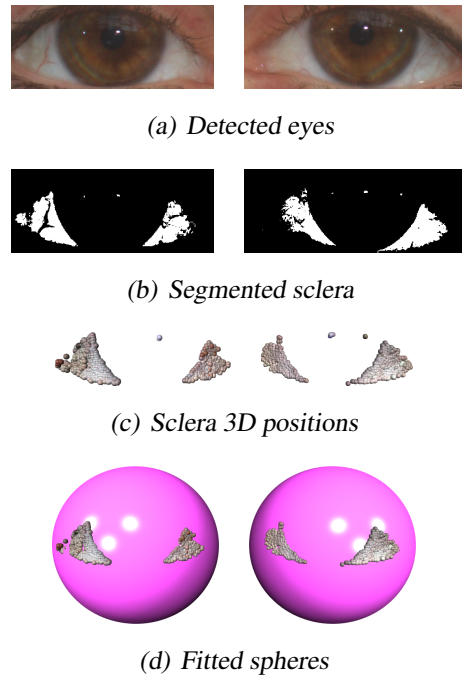 (a) Detected eyes
(b) Segmented sclera
(c) Sclera 3D positions
(d) Fitted spheres